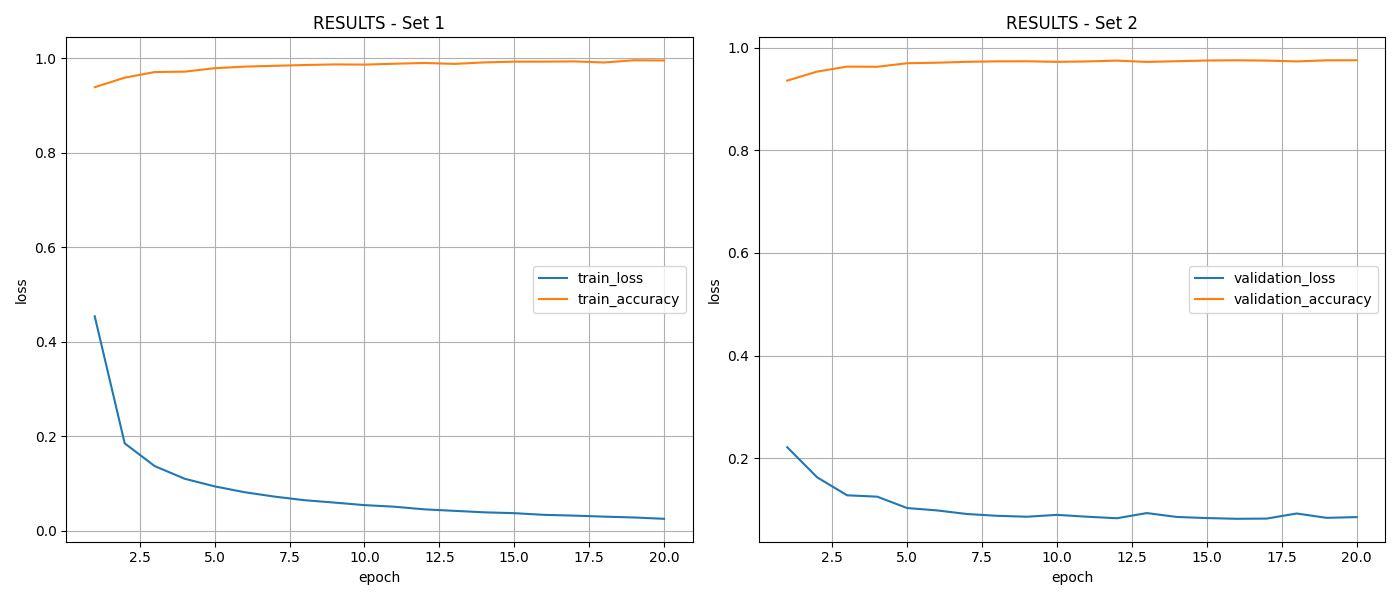 RESULTS - Set 1
1.0
0.8
0.6
0.4
0.2
0.0
loss
train_loss
train_accuracy
2.5 5.0 7.5 10.0 12.5 15.0 17.5 20.0
epoch
RESULTS - Set 2
1.0
0.8
0.6
0.4
0.2
loss
validation_loss
validation_accuracy
2.5 5.0 7.5 10.0 12.5 15.0 17.5 20.0
epoch